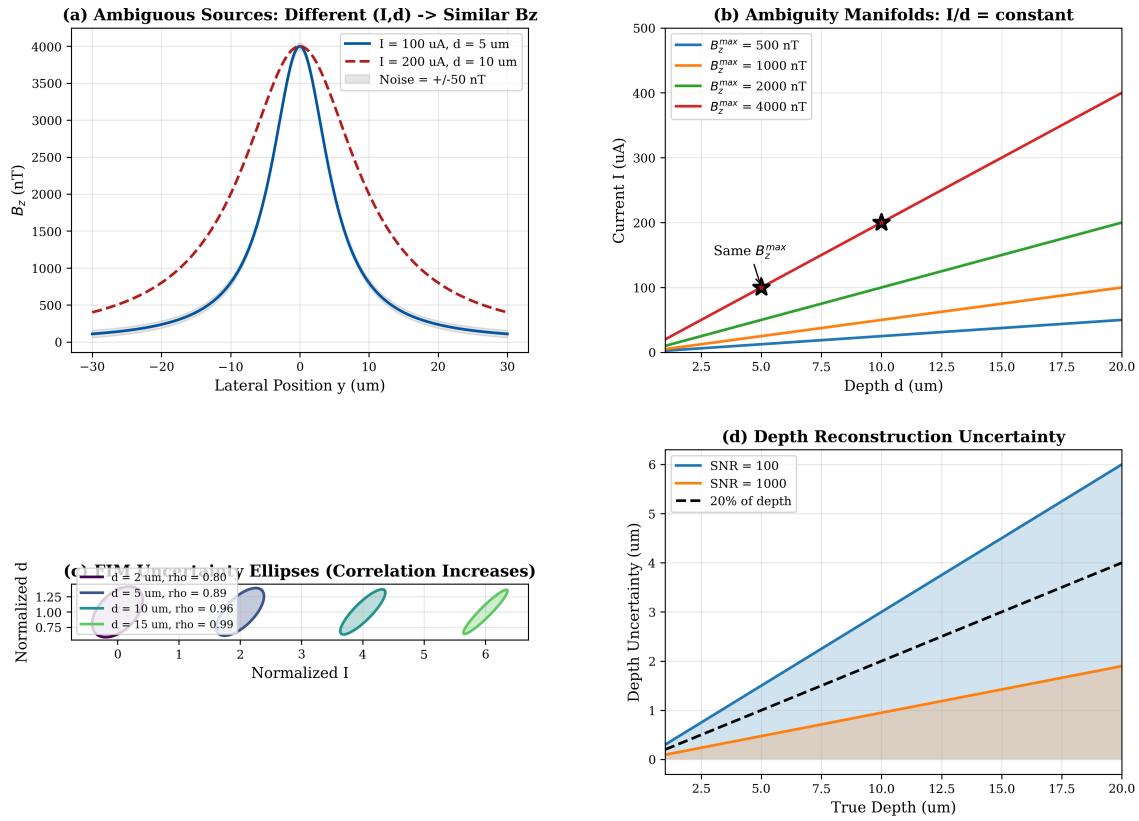 (a) Ambiguous Sources: Different (I,d) -> Similar Bz
I = 100 uA, d = 5 um
I = 200 uA, d = 10 um
Noise = +/-50 nT
4000
3500
3000
2500
2000
1500
1000
500
0
B_z (nT)
−30 −20 −10 0 10 20 30
Lateral Position y (um)
(b) Ambiguity Manifolds: I/d = constant
B_z^max = 500 nT
B_z^max = 1000 nT
B_z^max = 2000 nT
B_z^max = 4000 nT
500
400
300
200
100
0
Current I (uA)
Same B_z^max
2.5 5.0 7.5 10.0 12.5 15.0 17.5 20.0
Depth d (um)
(c) FIM Uncertainty Ellipses (Correlation Increases)
d = 2 um, rho = 0.80
d = 5 um, rho = 0.89
d = 10 um, rho = 0.96
d = 15 um, rho = 0.99
1.25
1.00
0.75
Normalized d
0 1 2 3 4 5 6
Normalized I
(d) Depth Reconstruction Uncertainty
SNR = 100
SNR = 1000
20% of depth
6
5
4
3
2
1
0
Depth Uncertainty (um)
2.5 5.0 7.5 10.0 12.5 15.0 17.5 20.0
True Depth (um)